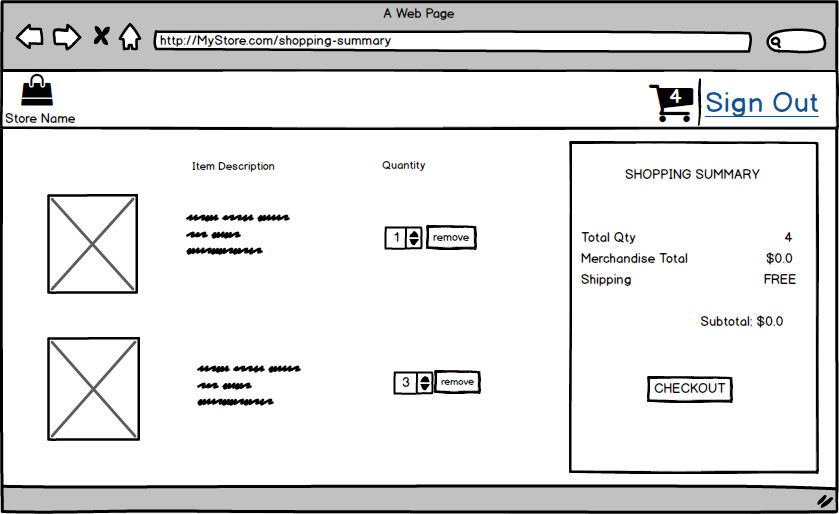 A Web Page
http://MyStore.com/shopping-summary
Store Name
4
Sign Out
Item Description
Quantity
1
remove
3
remove
SHOPPING SUMMARY
Total Qty 4
Merchandise Total $0.0
Shipping FREE
Subtotal: $0.0
CHECKOUT